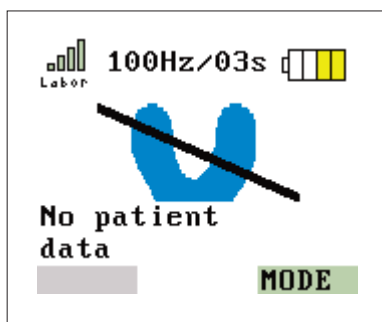 100Hz/03s
Labor
No patient
data
MODE